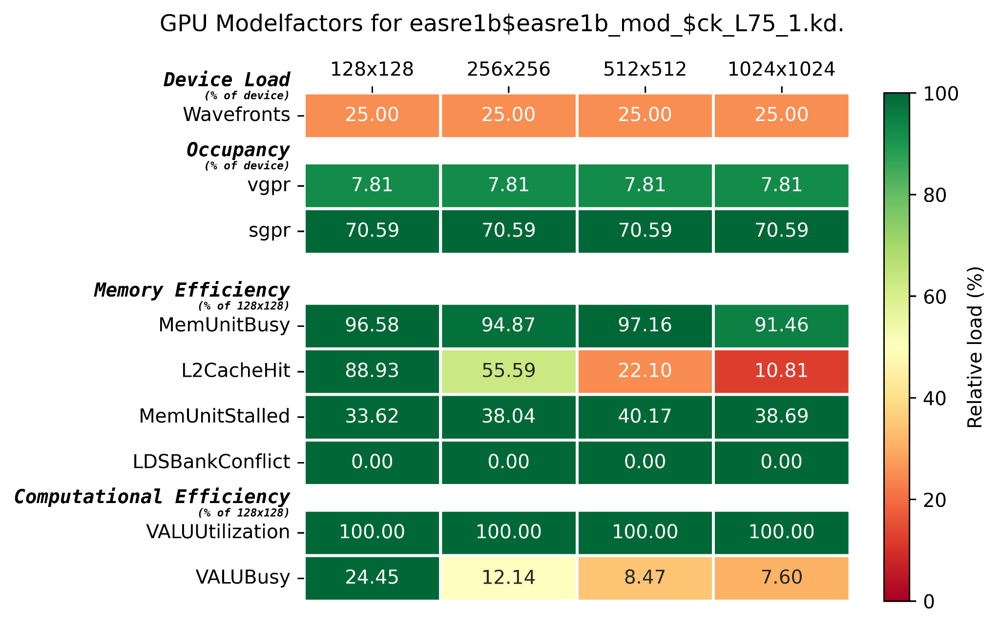 GPU Modelfactors for easre1b$easre1b_mod_$ck_L75_1.kd.
128x128 256x256 512x512 1024x1024
Device Load
(% of device)
Wavefronts 25.00 25.00 25.00 25.00
Occupancy
(% of device)
vgpr 7.81 7.81 7.81 7.81
sgpr 70.59 70.59 70.59 70.59
Memory Efficiency
(% of 128x128)
MemUnitBusy 96.58 94.87 97.16 91.46
L2CacheHit 88.93 55.59 22.10 10.81
MemUnitStalled 33.62 38.04 40.17 38.69
LDSBankConflict 0.00 0.00 0.00 0.00
Computational Efficiency
(% of 128x128)
VALUUtilization 100.00 100.00 100.00 100.00
VALUBusy 24.45 12.14 8.47 7.60
100
80
60
40
20
0
Relative load (%)